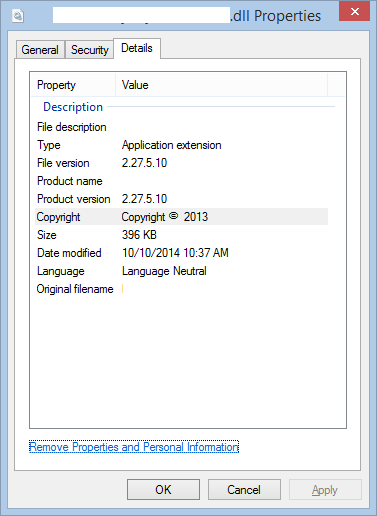 .dll Properties
General Security Details
Property Value
Description
File description
Type Application extension
File version 2.27.5.10
Product name
Product version 2.27.5.10
Copyright Copyright © 2013
Size 396 KB
Date modified 10/10/2014 10:37 AM
Language Language Neutral
Original filename
Remove Properties and Personal Information
OK Cancel Apply